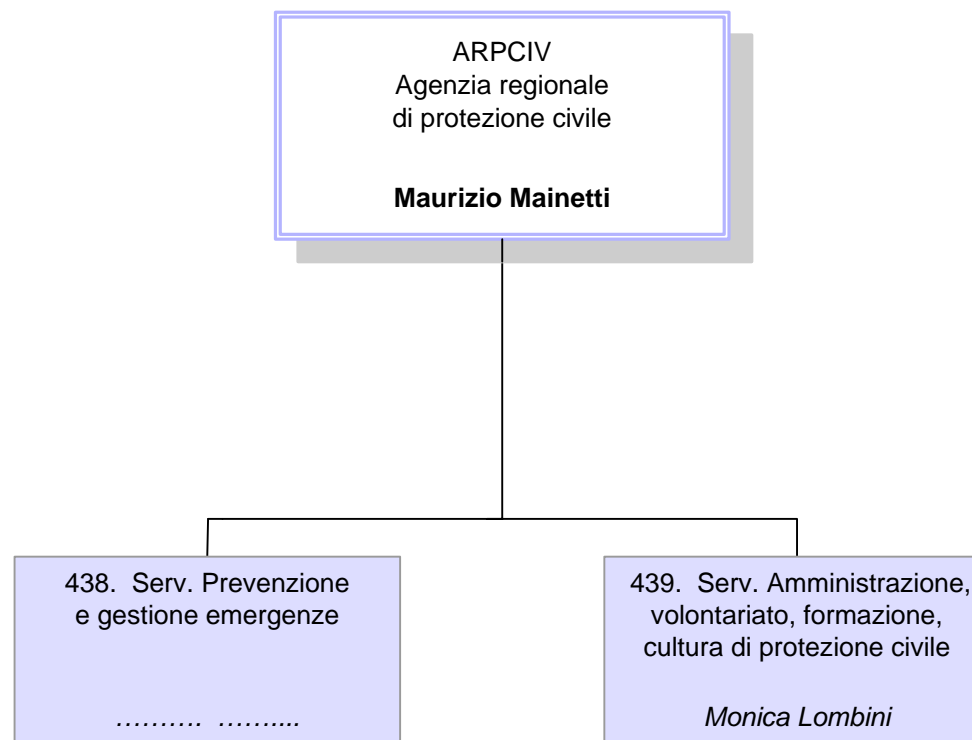 ARPCIV
Agenzia regionale
di protezione civile
Maurizio Mainetti
438. Serv. Prevenzione
e gestione emergenze
………. ……....
439. Serv. Amministrazione,
volontariato, formazione,
cultura di protezione civile
Monica Lombini